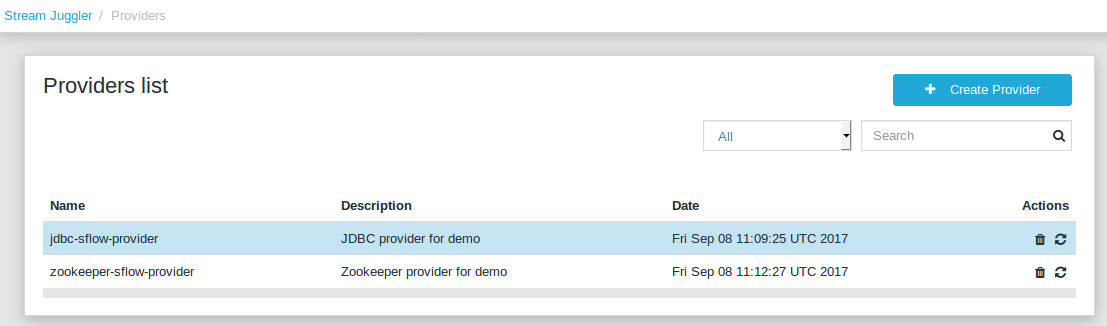 Stream Juggler / Providers
Providers list
Create Provider
All
Search
Name Description Date Actions
jdbc-sflow-provider JDBC provider for demo Fri Sep 08 11:09:25 UTC 2017
zookeeper-sflow-provider Zookeeper provider for demo Fri Sep 08 11:12:27 UTC 2017